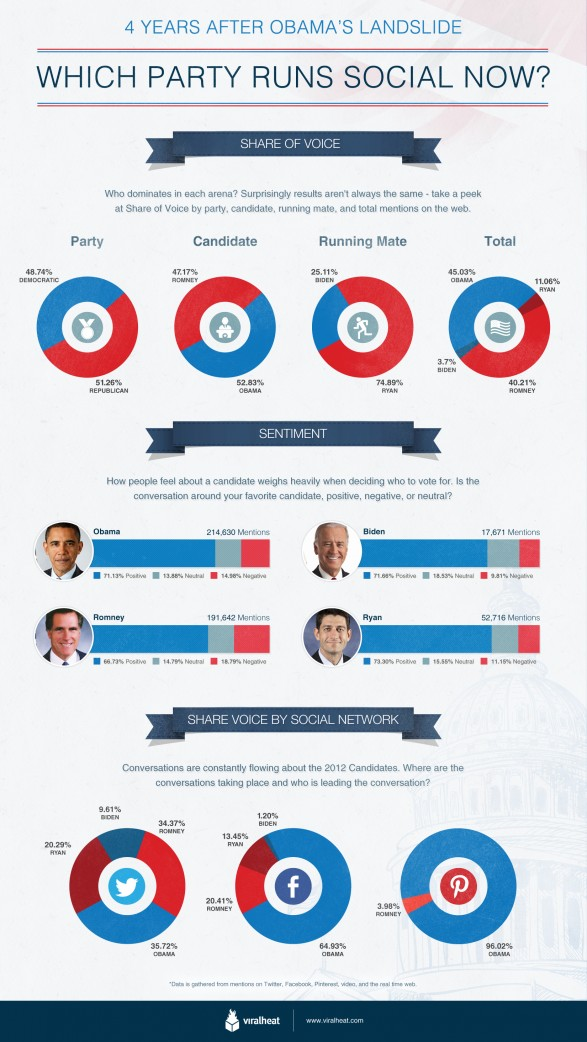 4 YEARS AFTER OBAMA'S LANDSLIDE
WHICH PARTY RUNS SOCIAL NOW?
SHARE OF VOICE
Who dominates in each arena? Surprisingly results aren't always the same - take a peek
at Share of Voice by party, candidate, running mate, and total mentions on the web.
Party
48.74%
DEMOCRATIC
51.26%
REPUBLICAN
Candidate
47.17%
ROMNEY
52.83%
OBAMA
Running Mate
25.11%
BIDEN
74.89%
RYAN
Total
45.03%
OBAMA
11.06%
RYAN
3.7%
BIDEN
40.21%
ROMNEY
SENTIMENT
How people feel about a candidate weighs heavily when deciding who to vote for. Is the
conversation around your favorite candidate, positive, negative, or neutral?
Obama 214,630 Mentions
71.13% Positive 13.88% Neutral 14.98% Negative
Biden 17,671 Mentions
71.66% Positive 18.53% Neutral 9.81% Negative
Romney 191,642 Mentions
66.73% Positive 14.79% Neutral 18.79% Negative
Ryan 52,716 Mentions
73.30% Positive 15.55% Neutral 11.15% Negative
SHARE VOICE BY SOCIAL NETWORK
Conversations are constantly flowing about the 2012 Candidates. Where are the
conversations taking place and who is leading the conversation?
9.61%
BIDEN
34.37%
ROMNEY
20.29%
RYAN
35.72%
OBAMA
1.20%
BIDEN
13.45%
RYAN
20.41%
ROMNEY
64.93%
OBAMA
3.98%
ROMNEY
96.02%
OBAMA
*Data is gathered from mentions on Twitter, Facebook, Pinterest, video, and the real time web.
viralheat www.viralheat.com